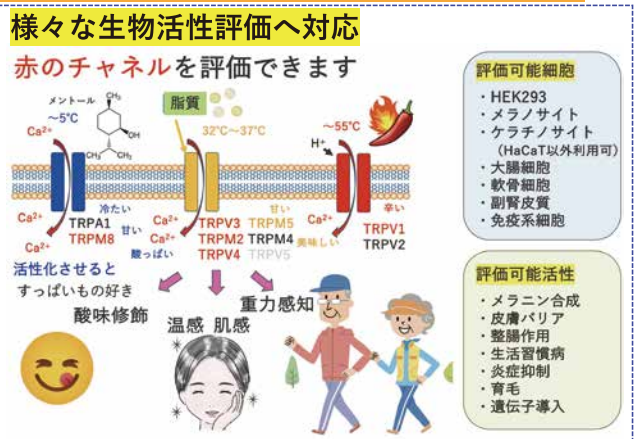 様々な生物活性評価へ対応
赤のチャネルを評価できます
メントール
～5℃
CH₃
OH
CH₃
CH₃
Ca²⁺
脂質
32℃～37℃
Ca²⁺
～55℃
H⁺
Ca²⁺
Ca²⁺
Ca²⁺
冷たい
TRPA1
TRPM8
甘い
酸っぱい
Ca²⁺
Ca²⁺
TRPV3
TRPM2
TRPV4
甘い
TRPM5
TRPM4
TRPV5
美味しい
Ca²⁺
辛い
TRPV1
TRPV2
活性化させると
すっぱいもの好き
酸味修飾
温感 肌感
重力感知
評価可能細胞
・HEK293
・メラノサイト
・ケラチノサイト
（HaCaT以外利用可）
・大腸細胞
・軟骨細胞
・副腎皮質
・免疫系細胞
評価可能活性
・メラニン合成
・皮膚バリア
・整腸作用
・生活習慣病
・炎症抑制
・育毛
・遺伝子導入